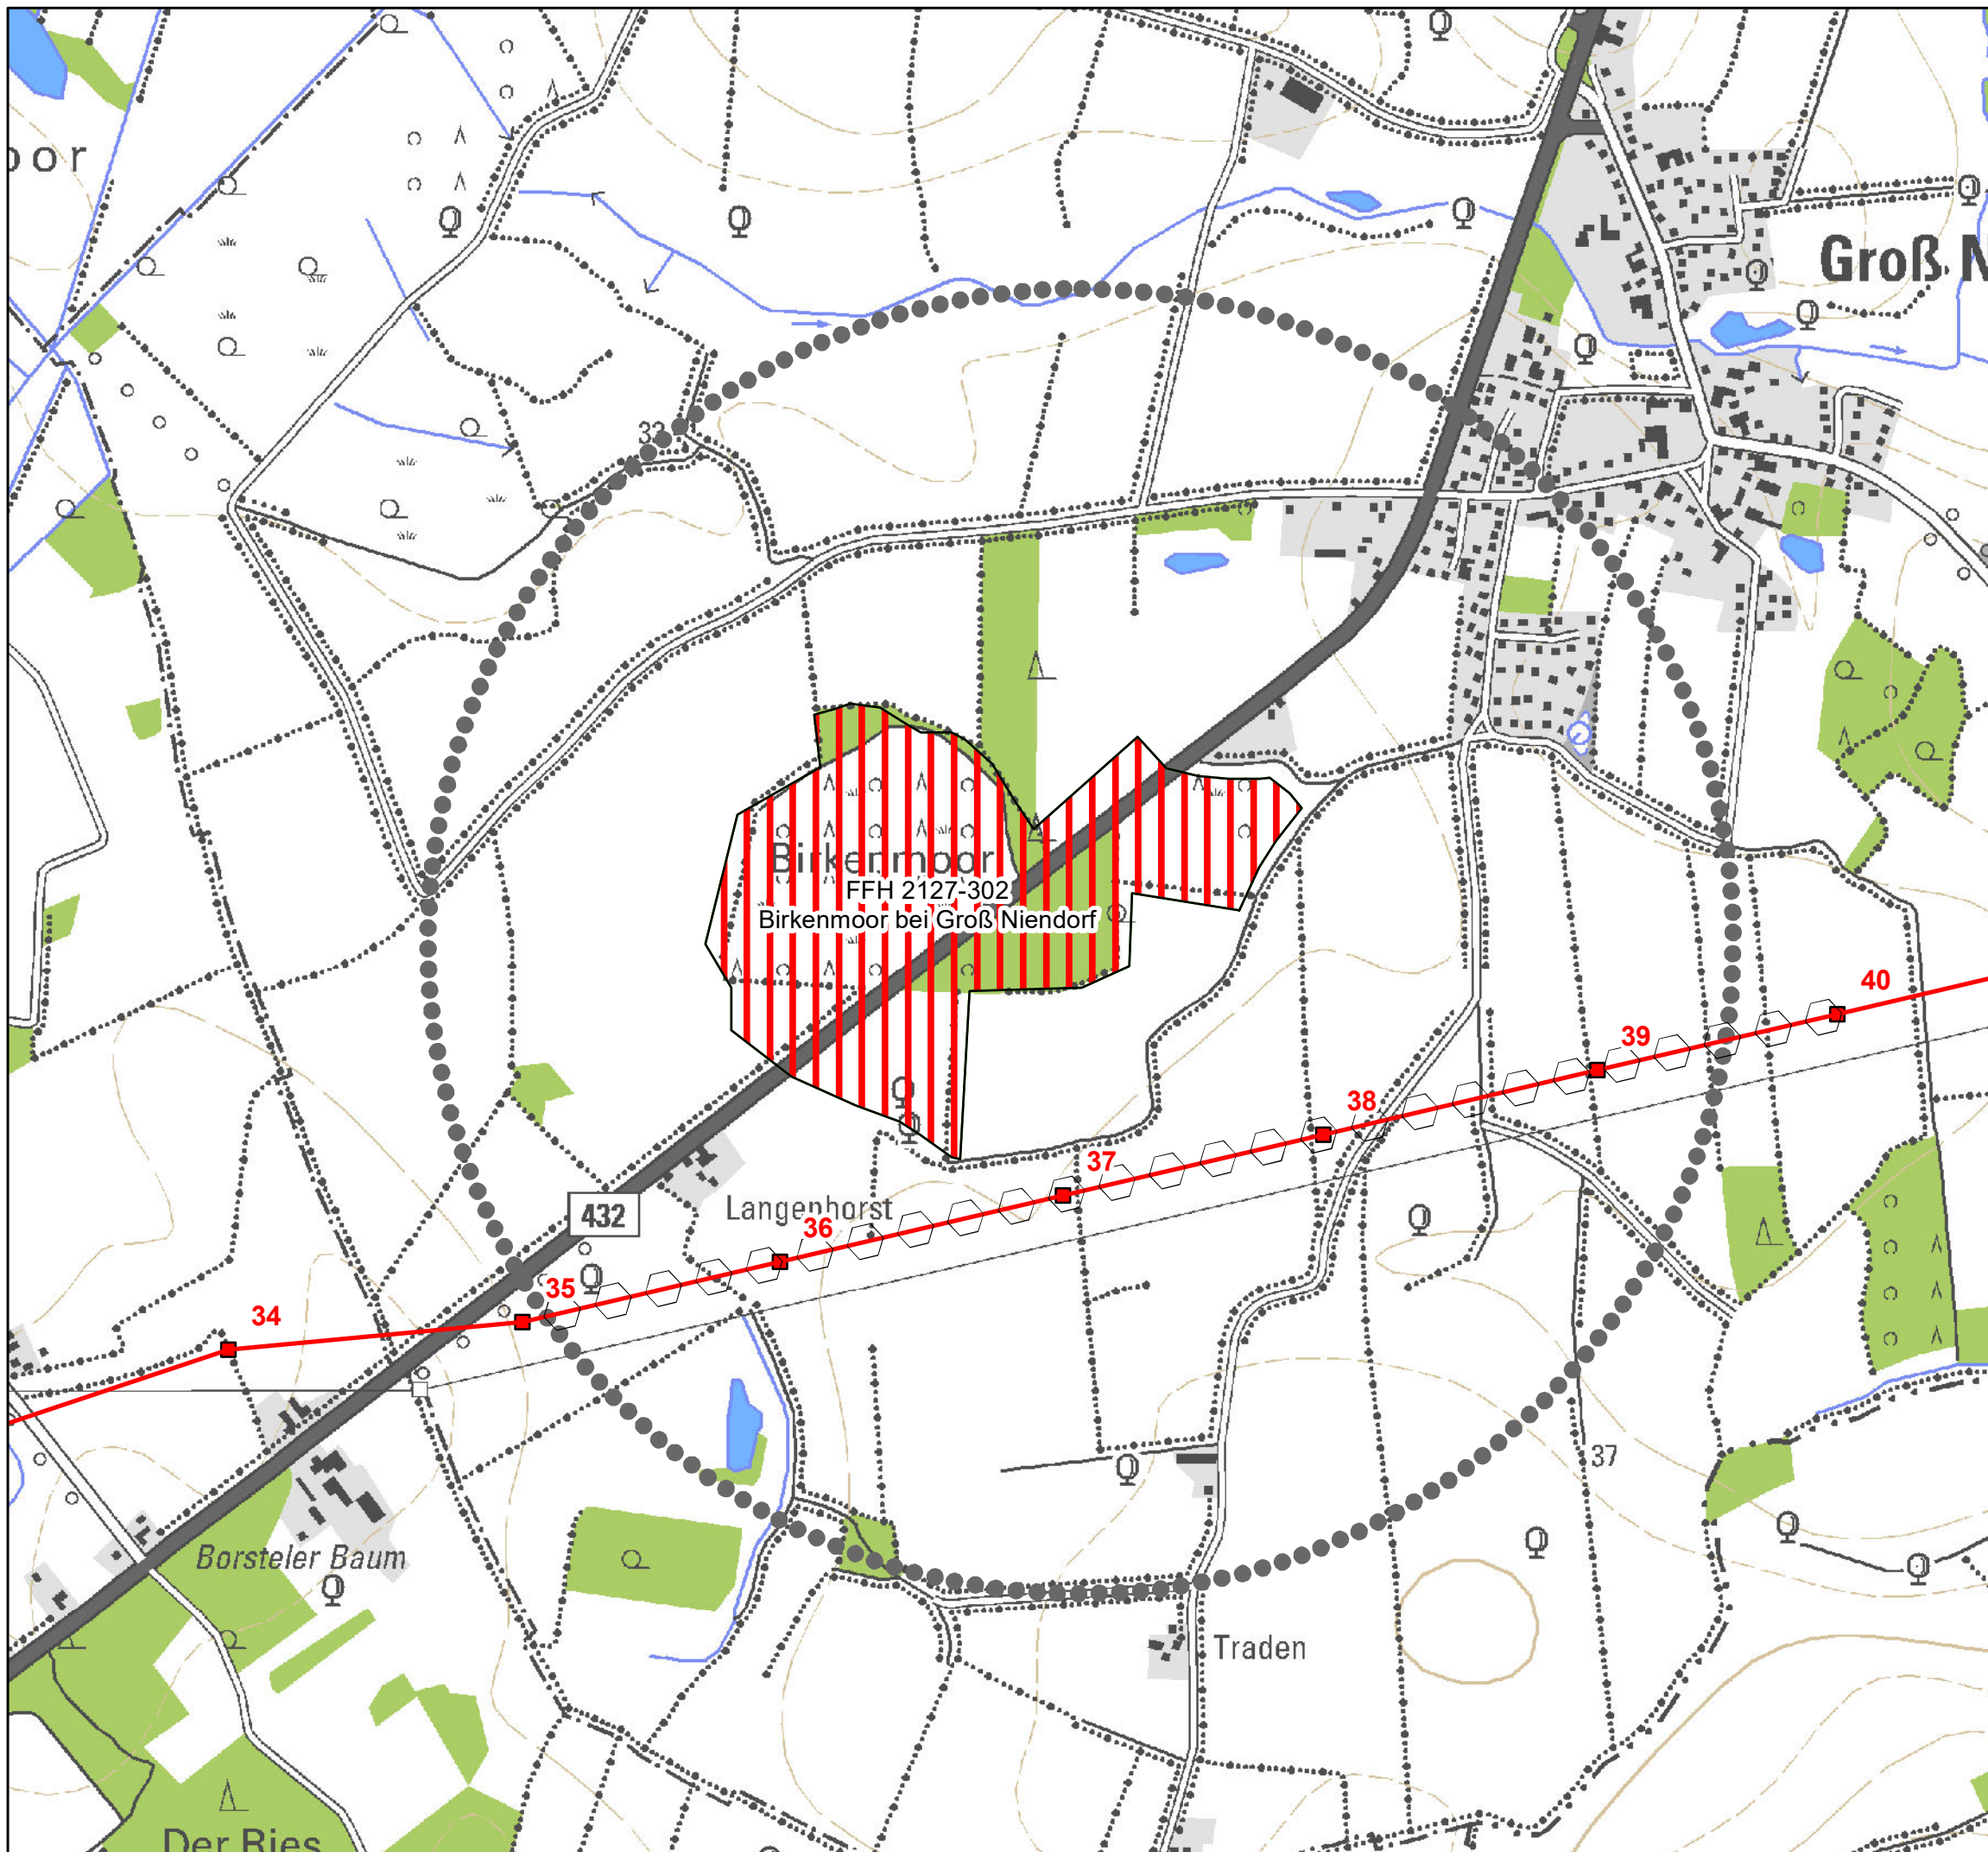 oor
Groß N
33
Birkenmoor
FFH 2127-302
Birkenmoor bei Groß Niendorf
40
39
38
37
432
Langenhorst
36
35
34
37
Borsteler Baum
Traden
Der Ries